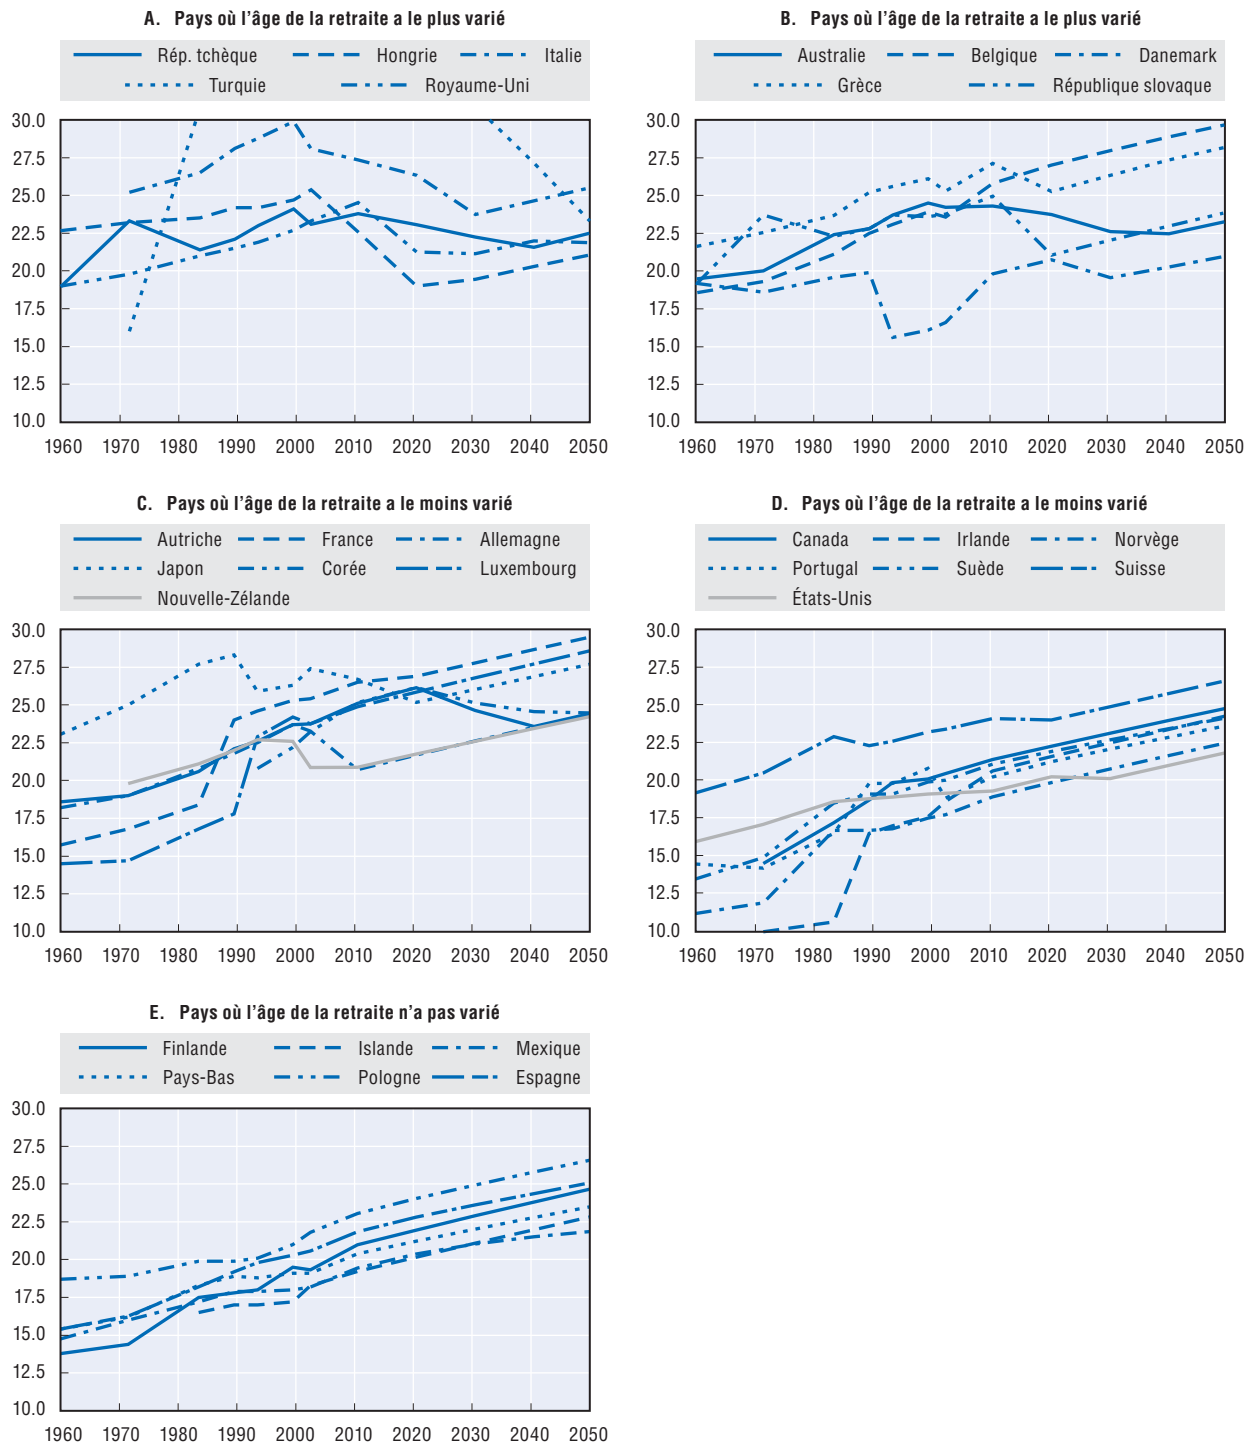 A. Pays où l'âge de la retraite a le plus varié
Rép. tchèque Hongrie Italie
Turquie Royaume-Uni
30.0
27.5
25.0
22.5
20.0
17.5
15.0
12.5
10.0
1960 1970 1980 1990 2000 2010 2020 2030 2040 2050
B. Pays où l'âge de la retraite a le plus varié
Australie Belgique Danemark
Grèce République slovaque
30.0
27.5
25.0
22.5
20.0
17.5
15.0
12.5
10.0
1960 1970 1980 1990 2000 2010 2020 2030 2040 2050
C. Pays où l'âge de la retraite a le moins varié
Autriche France Allemagne
Japon Corée Luxembourg
Nouvelle-Zélande
30.0
27.5
25.0
22.5
20.0
17.5
15.0
12.5
10.0
1960 1970 1980 1990 2000 2010 2020 2030 2040 2050
D. Pays où l'âge de la retraite a le moins varié
Canada Irlande Norvège
Portugal Suède Suisse
États-Unis
30.0
27.5
25.0
22.5
20.0
17.5
15.0
12.5
10.0
1960 1970 1980 1990 2000 2010 2020 2030 2040 2050
E. Pays où l'âge de la retraite n'a pas varié
Finlande Islande Mexique
Pays-Bas Pologne Espagne
30.0
27.5
25.0
22.5
20.0
17.5
15.0
12.5
10.0
1960 1970 1980 1990 2000 2010 2020 2030 2040 2050